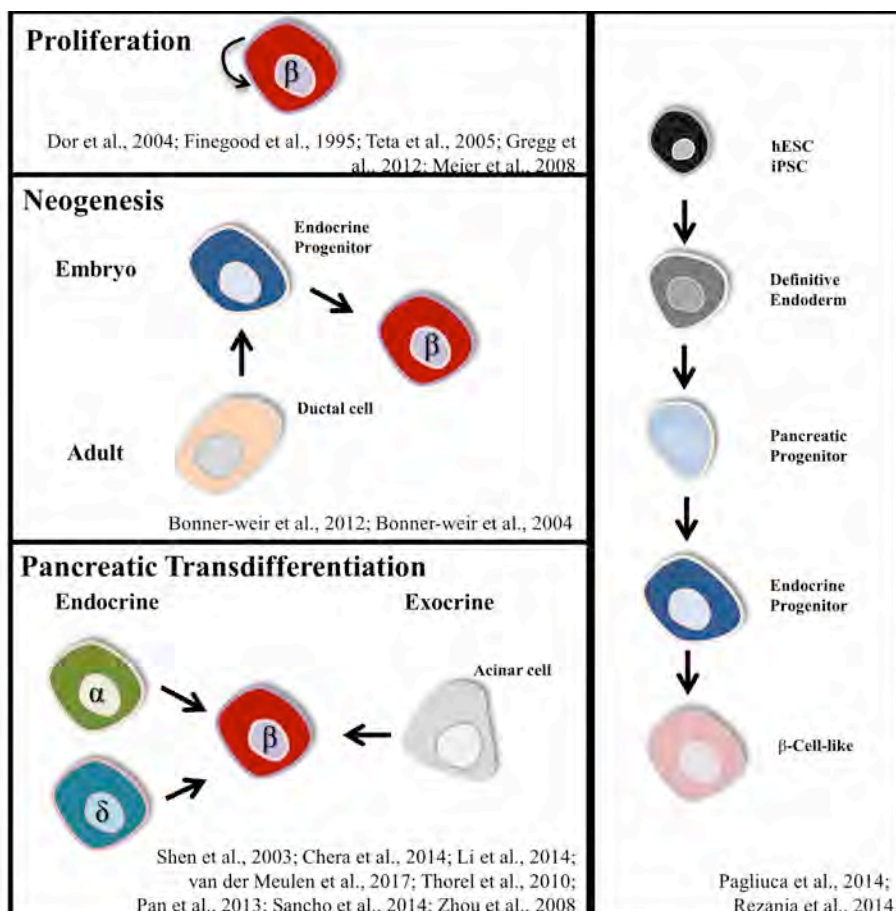 Proliferation
β
Dor et al., 2004; Finegood et al., 1995; Teta et al., 2005; Gregg et
al., 2012; Meier et al., 2008
Neogenesis
Embryo
Endocrine
Progenitor
β
Ductal cell
Adult
Bonner-weir et al., 2012; Bonner-weir et al., 2004
Pancreatic Transdifferentiation
Endocrine
Exocrine
α
Acinar cell
β
δ
Shen et al., 2003; Chera et al., 2014; Li et al., 2014;
van der Meulen et al., 2017; Thorel et al., 2010;
Pan et al., 2013; Sancho et al., 2014; Zhou et al., 2008
hESC
iPSC
Definitive
Endoderm
Pancreatic
Progenitor
Endocrine
Progenitor
β-Cell-like
Pagliuca et al., 2014;
Rezania et al., 2014